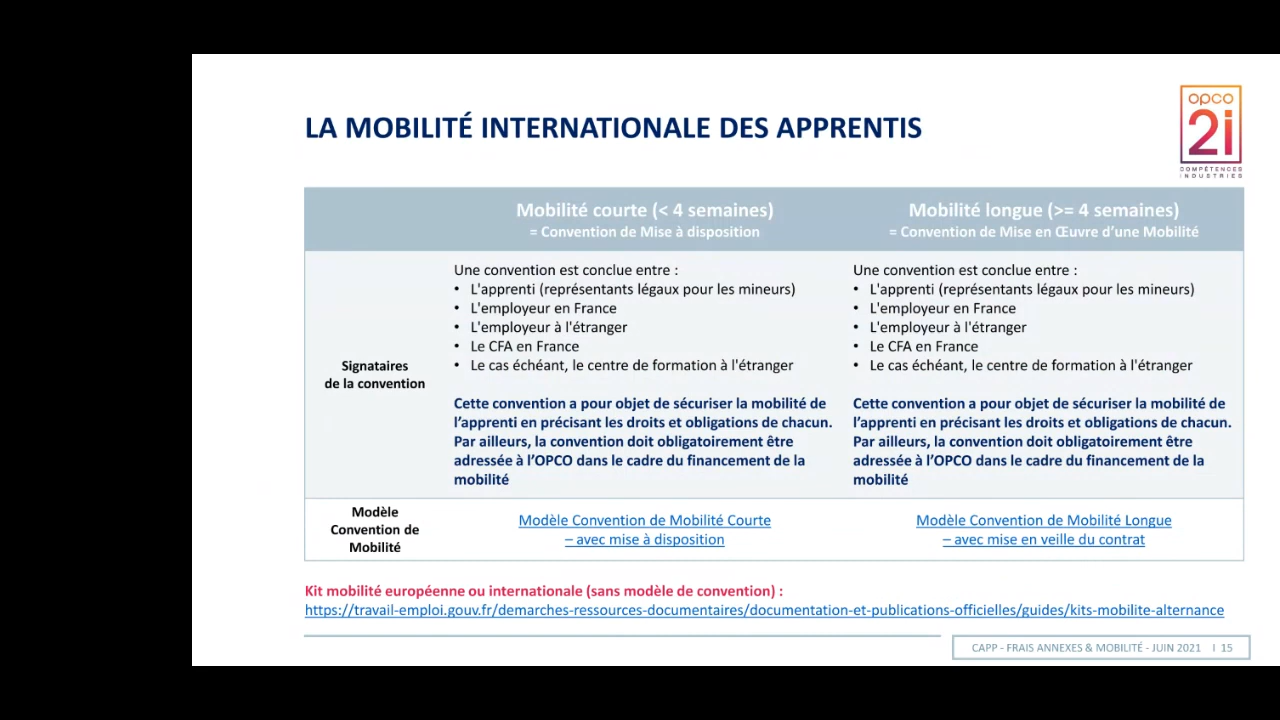 LA MOBILITÉ INTERNATIONALE DES APPRENTIS
opco
2i
COMPÉTENCES
INDUSTRIES
Mobilité courte (< 4 semaines)
= Convention de Mise à disposition
Mobilité longue (>= 4 semaines)
= Convention de Mise en Œuvre d’une Mobilité
Signataires
de la convention
Une convention est conclue entre :
• L'apprenti (représentants légaux pour les mineurs)
• L'employeur en France
• L'employeur à l'étranger
• Le CFA en France
• Le cas échéant, le centre de formation à l'étranger
Cette convention a pour objet de sécuriser la mobilité de
l’apprenti en précisant les droits et obligations de chacun.
Par ailleurs, la convention doit obligatoirement être
adressée à l’OPCO dans le cadre du financement de la
mobilité
Une convention est conclue entre :
• L'apprenti (représentants légaux pour les mineurs)
• L'employeur en France
• L'employeur à l'étranger
• Le CFA en France
• Le cas échéant, le centre de formation à l'étranger
Cette convention a pour objet de sécuriser la mobilité de
l’apprenti en précisant les droits et obligations de chacun.
Par ailleurs, la convention doit obligatoirement être
adressée à l’OPCO dans le cadre du financement de la
mobilité
Modèle
Convention de
Mobilité
Modèle Convention de Mobilité Courte
– avec mise à disposition
Modèle Convention de Mobilité Longue
– avec mise en veille du contrat
Kit mobilité européenne ou internationale (sans modèle de convention) :
https://travail-emploi.gouv.fr/demarches-ressources-documentaires/documentation-et-publications-officielles/guides/kits-mobilite-alternance
CAPP - FRAIS ANNEXES & MOBILITÉ - JUIN 2021 I 15